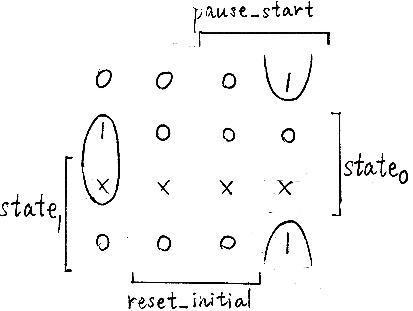 pause_start
0 0 0 1
1 0 0 0
x x x x
0 0 0 1
state₀
state₁
reset_initial